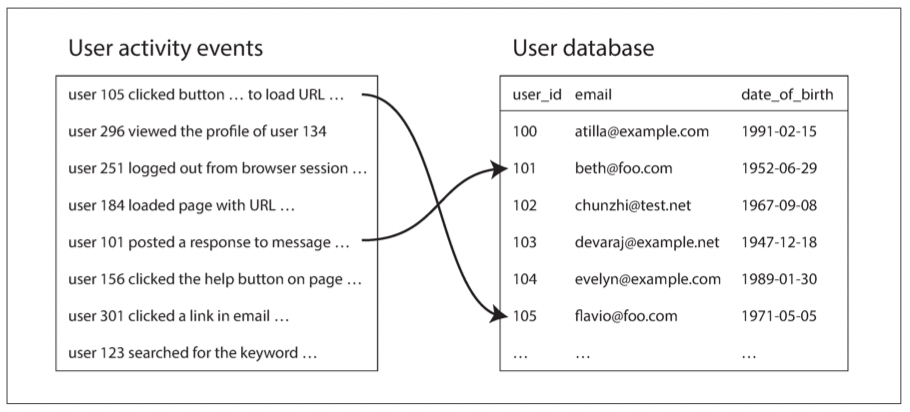 User activity events
user 105 clicked button … to load URL …
user 296 viewed the profile of user 134
user 251 logged out from browser session …
user 184 loaded page with URL …
user 101 posted a response to message …
user 156 clicked the help button on page …
user 301 clicked a link in email …
user 123 searched for the keyword …
User database
user_id email date_of_birth
100 atilla@example.com 1991-02-15
101 beth@foo.com 1952-06-29
102 chunzhi@test.net 1967-09-08
103 devaraj@example.net 1947-12-18
104 evelyn@example.com 1989-01-30
105 flavio@foo.com 1971-05-05
… … …